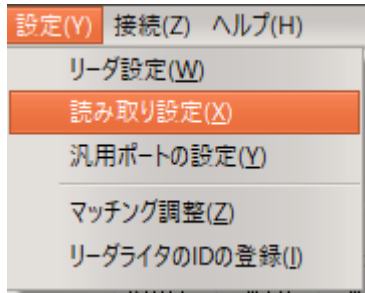 設定(Y) 接続(Z) ヘルプ(H)
リーダ設定(W)
読み取り設定(X)
汎用ポートの設定(Y)
マッチング調整(Z)
リーダライタのIDの登録(I)